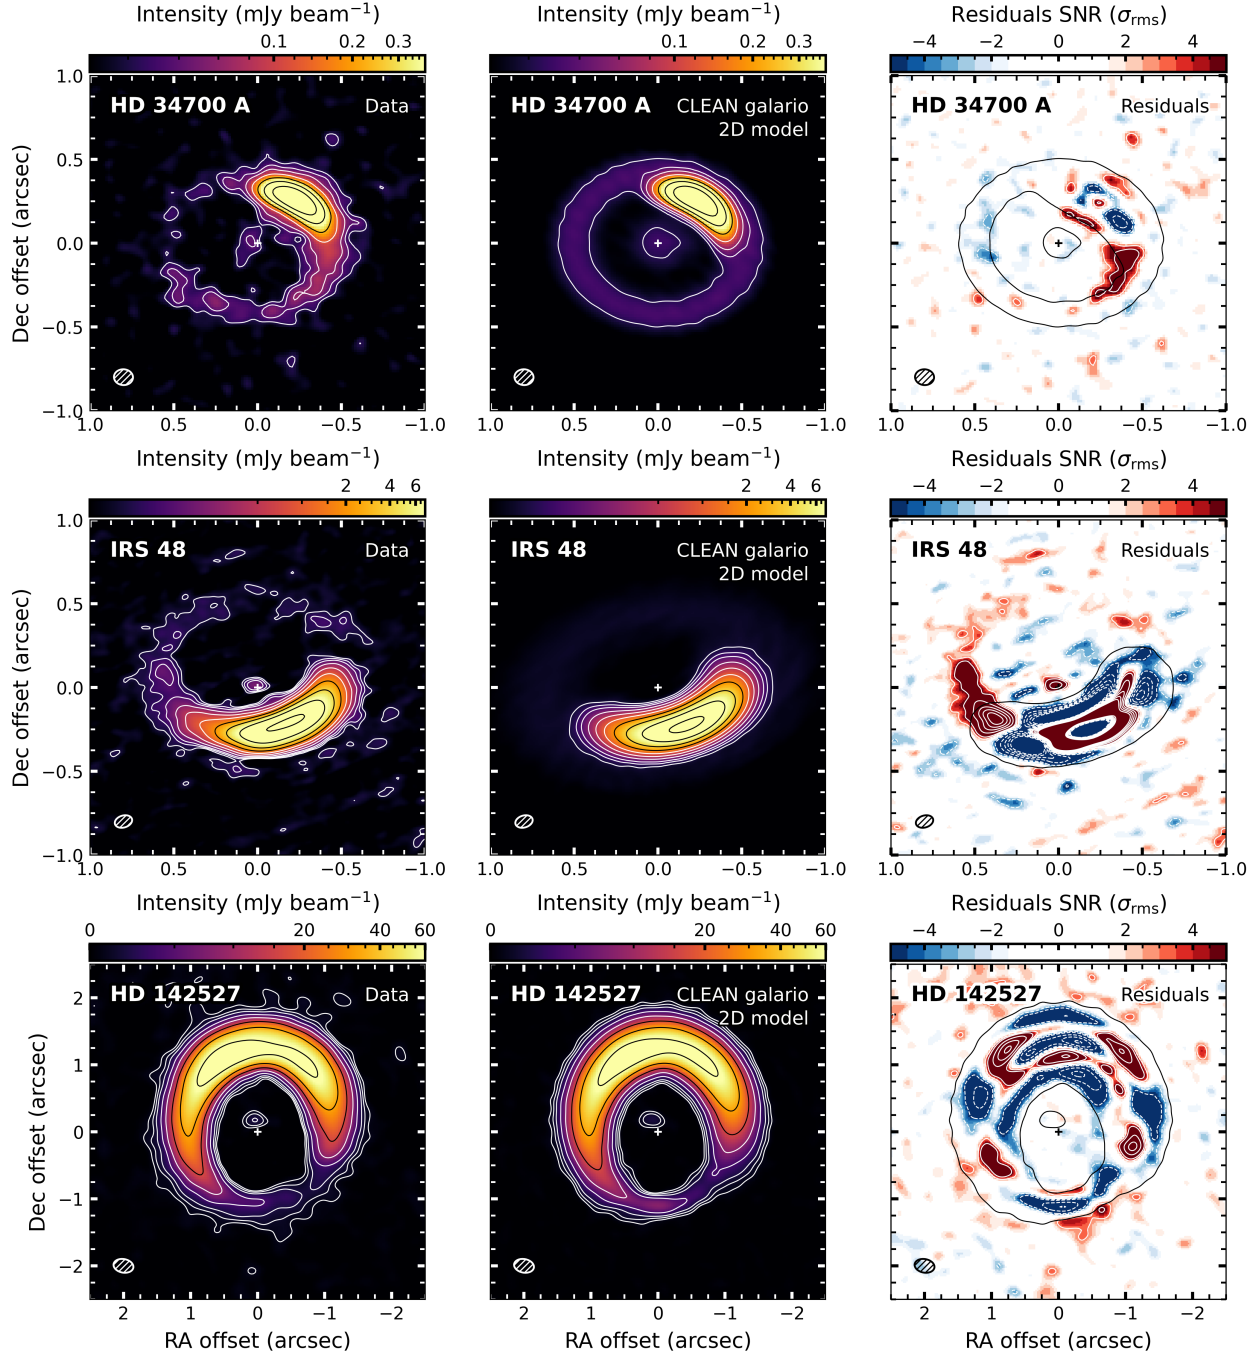 Intensity (mJy beam⁻¹) Intensity (mJy beam⁻¹) Residuals SNR (σrms)
0.1 0.2 0.3 0.1 0.2 0.3 −4 −2 0 2 4
HD 34700 A Data HD 34700 A CLEAN galario HD 34700 A Residuals
2D model
Dec offset (arcsec)
1.0
0.5
0.0
−0.5
−1.0
1.0 0.5 0.0 −0.5 −1.0 1.0 0.5 0.0 −0.5 −1.0 1.0 0.5 0.0 −0.5 −1.0
Intensity (mJy beam⁻¹) Intensity (mJy beam⁻¹) Residuals SNR (σrms)
2 4 6 2 4 6 −4 −2 0 2 4
IRS 48 Data IRS 48 CLEAN galario IRS 48 Residuals
2D model
Dec offset (arcsec)
1.0
0.5
0.0
−0.5
−1.0
1.0 0.5 0.0 −0.5 −1.0 1.0 0.5 0.0 −0.5 −1.0 1.0 0.5 0.0 −0.5 −1.0
Intensity (mJy beam⁻¹) Intensity (mJy beam⁻¹) Residuals SNR (σrms)
0 20 40 60 0 20 40 60 −4 −2 0 2 4
HD 142527 Data HD 142527 CLEAN galario HD 142527 Residuals
2D model
Dec offset (arcsec)
2
1
0
−1
−2
2 1 0 −1 −2 2 1 0 −1 −2 2 1 0 −1 −2
RA offset (arcsec) RA offset (arcsec) RA offset (arcsec)